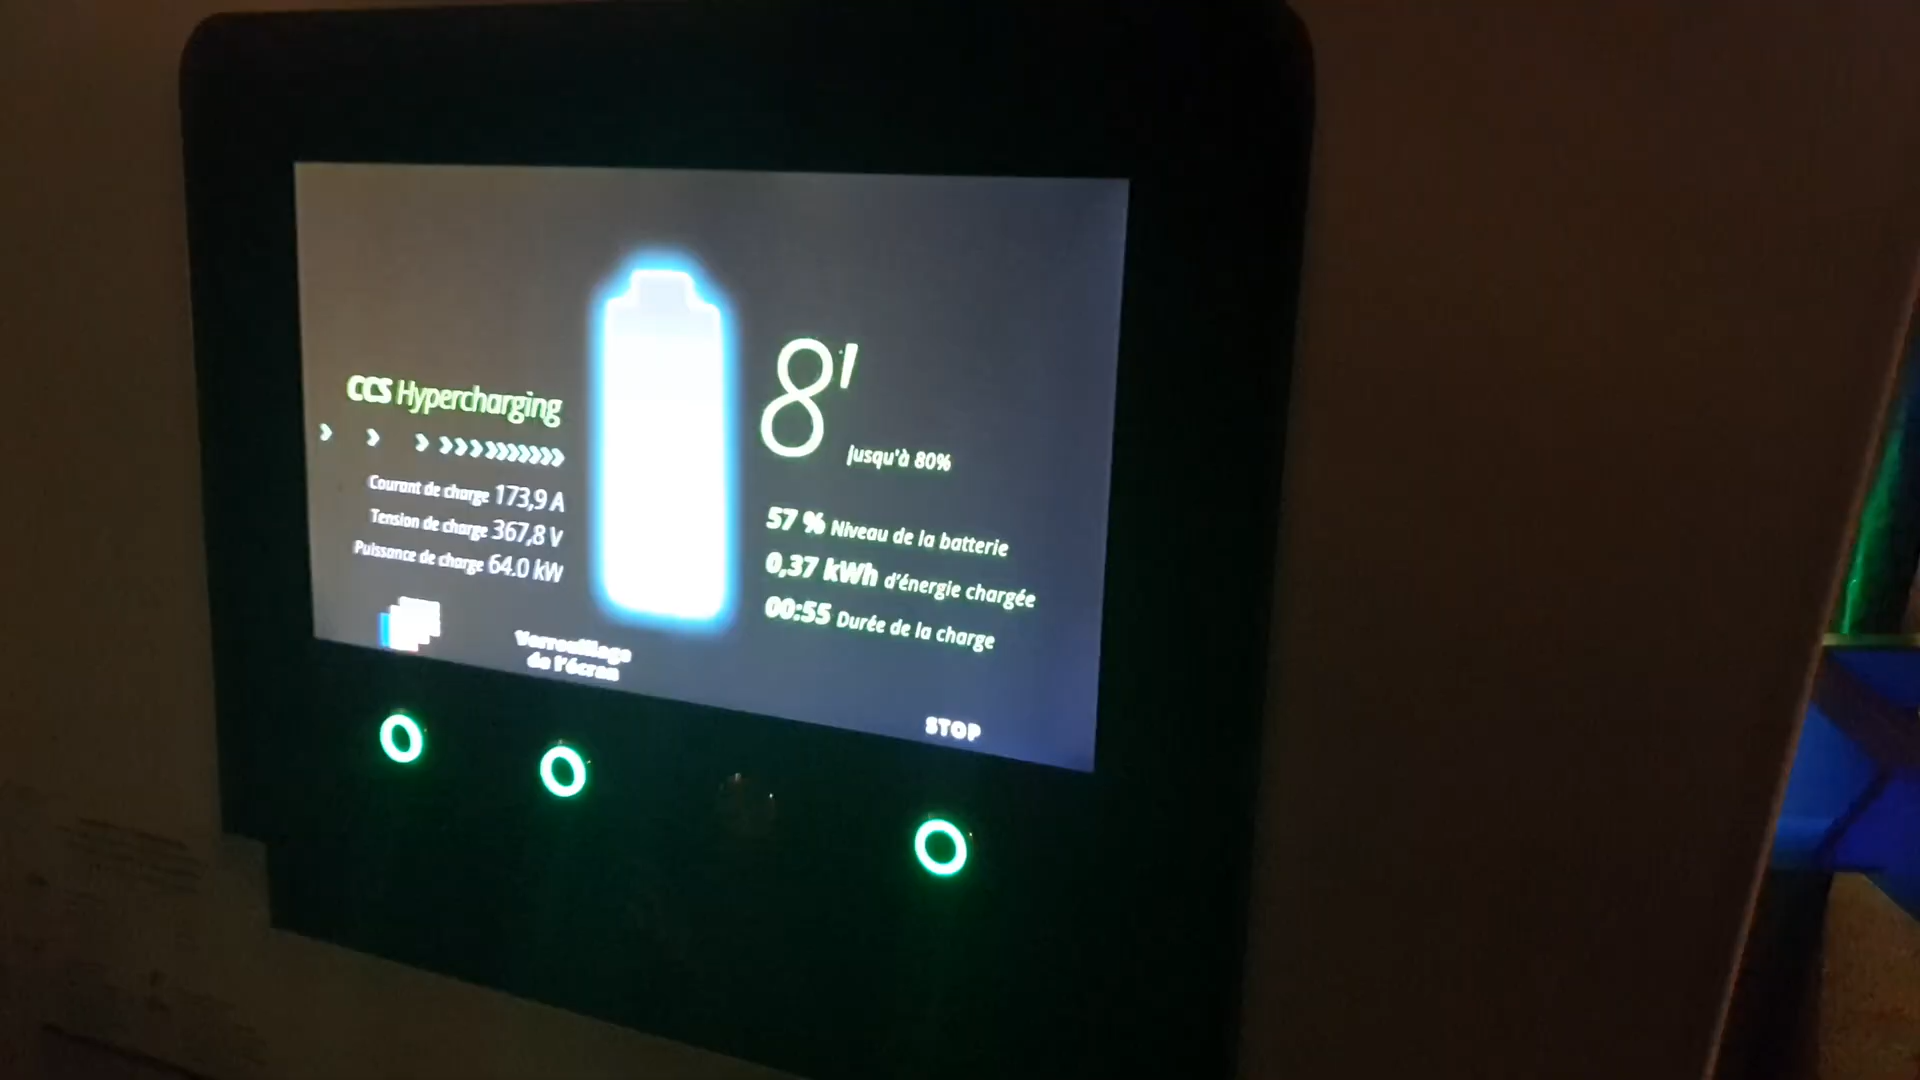 CCS Hypercharging
Courant de charge 173,9 A
Tension de charge 367,8 V
Puissance de charge 64.0 kW
8'
Jusqu'à 80%
57 % Niveau de la batterie
0,37 kWh d'énergie chargée
00:55 Durée de la charge
Verrouillage
de l'écran
STOP